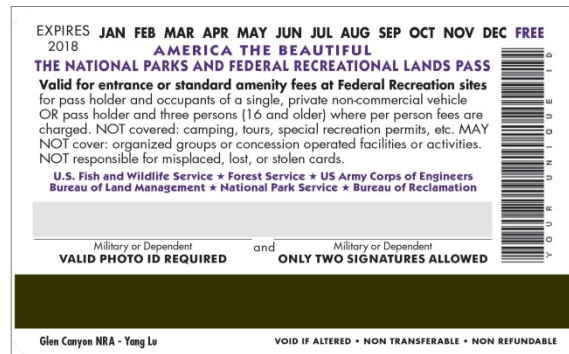 EXPIRES JAN FEB MAR APR MAY JUN JUL AUG SEP OCT NOV DEC FREE
2018
AMERICA THE BEAUTIFUL
THE NATIONAL PARKS AND FEDERAL RECREATIONAL LANDS PASS
Valid for entrance or standard amenity fees at Federal Recreation sites
for pass holder and occupants of a single, private non-commercial vehicle
OR pass holder and three persons (16 and older) where per person fees are
charged. NOT covered: camping, tours, special recreation permits, etc. MAY
NOT cover: organized groups or concession operated facilities or activities.
NOT responsible for misplaced, lost, or stolen cards.
U.S. Fish and Wildlife Service ★ Forest Service ★ US Army Corps of Engineers
Bureau of Land Management ★ National Park Service ★ Bureau of Reclamation
Military or Dependent and Military or Dependent
VALID PHOTO ID REQUIRED ONLY TWO SIGNATURES ALLOWED
Glen Canyon NRA - Yang Lu VOID IF ALTERED • NON TRANSFERABLE • NON REFUNDABLE
YOUR UNIQUE ID